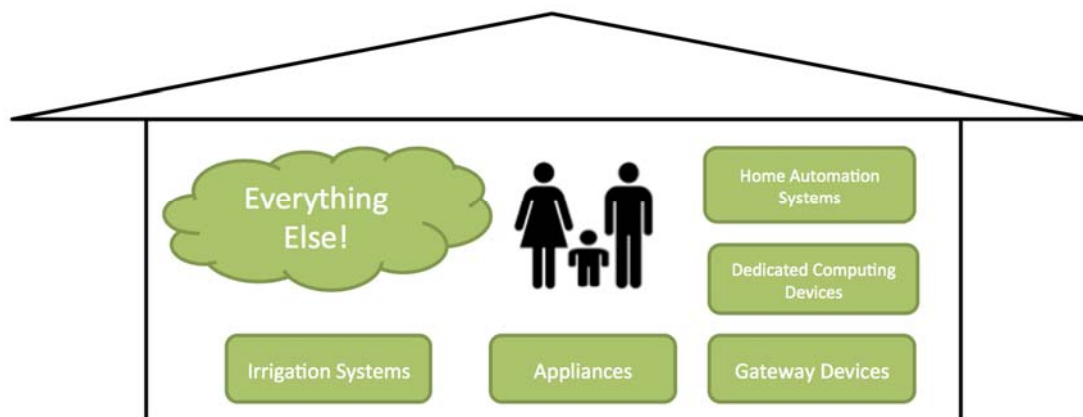 Everything
Else!
Home Automation
Systems
Dedicated Computing
Devices
Irrigation Systems
Appliances
Gateway Devices